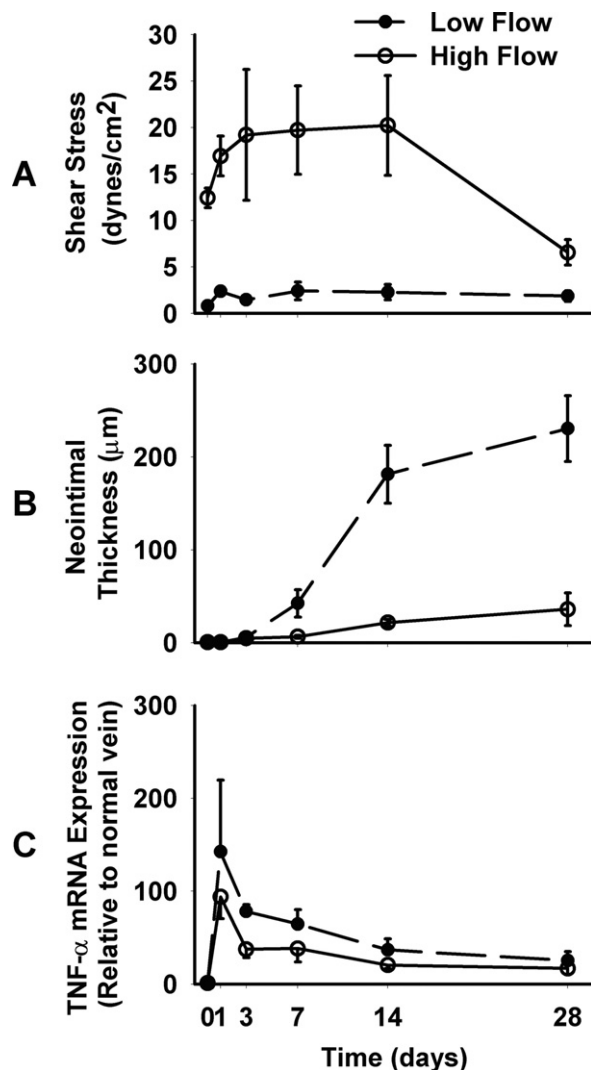 Low Flow
High Flow
A
Shear Stress
(dynes/cm2)
30
25
20
15
10
5
0
B
Neointimal
Thickness (μm)
300
200
100
0
C
TNF-α mRNA Expression
(Relative to normal vein)
300
200
100
0
0 1 3 7 14 28
Time (days)